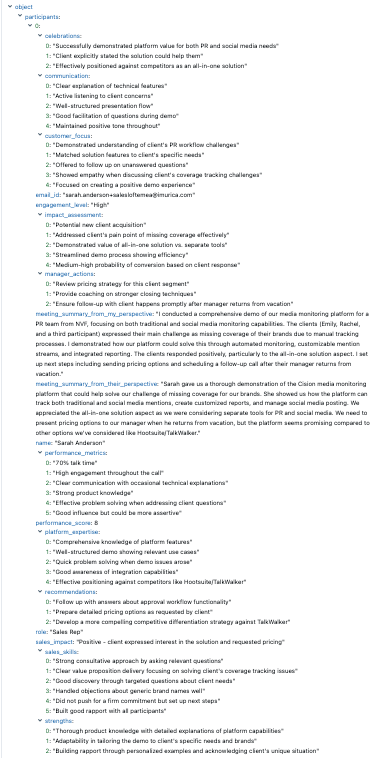 object
participants:
0:
celebrations:
0: "Successfully demonstrated platform value for both PR and social media needs"
1: "Client explicitly stated the solution could help them"
2: "Effectively positioned against competitors as an all-in-one solution"
communication:
0: "Clear explanation of technical features"
1: "Active listening to client concerns"
2: "Well-structured presentation flow"
3: "Good facilitation of questions during demo"
4: "Maintained positive tone throughout"
customer_focus:
0: "Demonstrated understanding of client's PR workflow challenges"
1: "Matched solution features to client's specific needs"
2: "Offered to follow up on unanswered questions"
3: "Showed empathy when discussing client's coverage tracking challenges"
4: "Focused on creating a positive demo experience"
email_id: "sarah.anderson+salesloftemea@imurica.com"
engagement_level: "High"
impact_assessment:
0: "Potential new client acquisition"
1: "Addressed client's pain point of missing coverage effectively"
2: "Demonstrated value of all-in-one solution vs. separate tools"
3: "Streamlined demo process showing efficiency"
4: "Medium-high probability of conversion based on client response"
manager_actions:
0: "Review pricing strategy for this client segment"
1: "Provide coaching on stronger closing techniques"
2: "Ensure follow-up with client happens promptly after manager returns from vacation"
meeting_summary_from_my_perspective: "I conducted a comprehensive demo of our media monitoring platform for a
PR team from NVF, focusing on both traditional and social media monitoring capabilities. The clients (Emily, Rachel,
and a third participant) expressed their main challenge as missing coverage of their brands due to manual tracking
processes. I demonstrated how our platform could solve this through automated monitoring, customizable mention
streams, and integrated reporting. The clients responded positively, particularly to the all-in-one solution aspect. I set
up next steps including sending pricing options and scheduling a follow-up call after their manager returns from
vacation."
meeting_summary_from_their_perspective: "Sarah gave us a thorough demonstration of the Cision media monitoring
platform that could help solve our challenge of missing coverage for our brands. She showed us how the platform can
track both traditional and social media mentions, create customized reports, and manage social media posting. We
appreciated the all-in-one solution aspect as we were considering separate tools for PR and social media. We need to
present pricing options to our manager when he returns from vacation, but the platform seems promising compared to
other options we've considered like Hootsuite/TalkWalker."
name: "Sarah Anderson"
performance_metrics:
0: "70% talk time"
1: "High engagement throughout the call"
2: "Clear communication with occasional technical explanations"
3: "Strong product knowledge"
4: "Effective problem solving when addressing client questions"
5: "Good influence but could be more assertive"
performance_score: 8
platform_expertise:
0: "Comprehensive knowledge of platform features"
1: "Well-structured demo showing relevant use cases"
2: "Quick problem solving when demo issues arose"
3: "Good awareness of integration capabilities"
4: "Effective positioning against competitors like Hootsuite/TalkWalker"
recommendations:
0: "Follow up with answers about approval workflow functionality"
1: "Prepare detailed pricing options as requested by client"
2: "Develop a more compelling competitive differentiation strategy against TalkWalker"
role: "Sales Rep"
sales_impact: "Positive - client expressed interest in the solution and requested pricing"
sales_skills:
0: "Strong consultative approach by asking relevant questions"
1: "Clear value proposition delivery focusing on solving client's coverage tracking issues"
2: "Good discovery through targeted questions about client needs"
3: "Handled objections about generic brand names well"
4: "Did not push for a firm commitment but set up next steps"
5: "Built good rapport with all participants"
strengths:
0: "Thorough product knowledge with detailed explanations of platform capabilities"
1: "Adaptability in tailoring the demo to client's specific needs and brands"
2: "Building rapport through personalized examples and acknowledging client's unique situation"